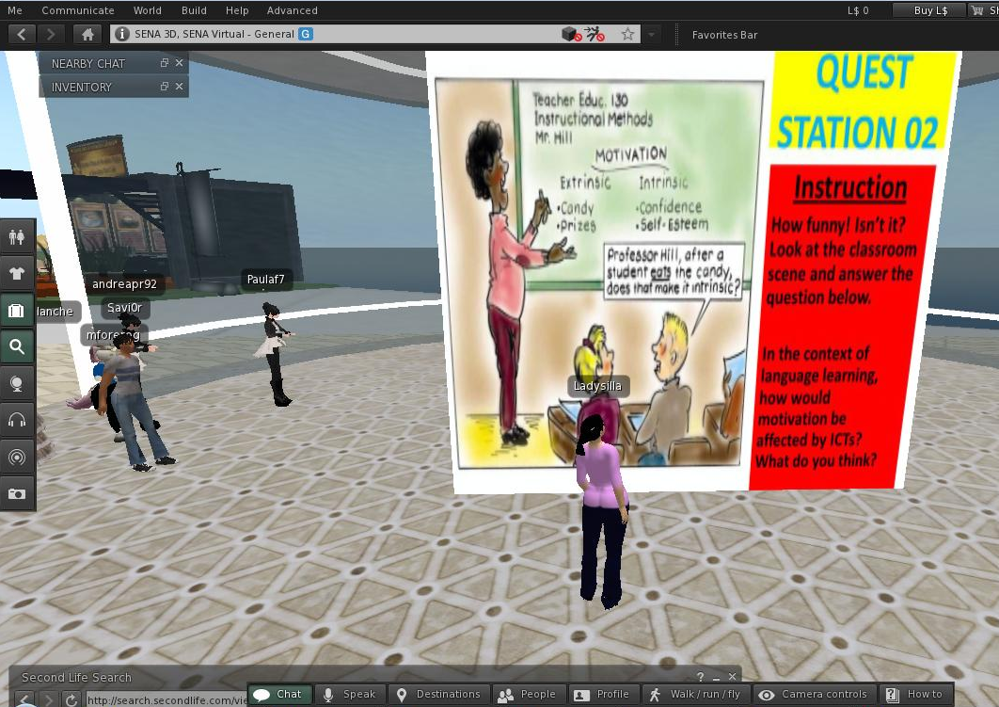 Me Communicate World Build Help Advanced L$ 0 Buy L$
SENA 3D, SENA Virtual - General G
Favorites Bar
NEARBY CHAT
INVENTORY
andreapr92
Savi0r
lanche
Paulaf7
Ladysilla
Teacher Educ. 130
Instructional Methods
Mr. Hill
MOTIVATION
Extrinsic Intrinsic
•Candy •Confidence
•Prizes •Self-Esteem
Professor Hill, after a
student eats the candy,
does that make it intrinsic?
QUEST
STATION 02
Instruction
How funny! Isn't it?
Look at the classroom
scene and answer the
question below.
In the context of
language learning,
how would
motivation be
affected by ICTs?
What do you think?
Second Life Search
? _ ×
http://search.secondlife.com/vie
Chat Speak Destinations People Profile Walk / run / fly Camera controls How to